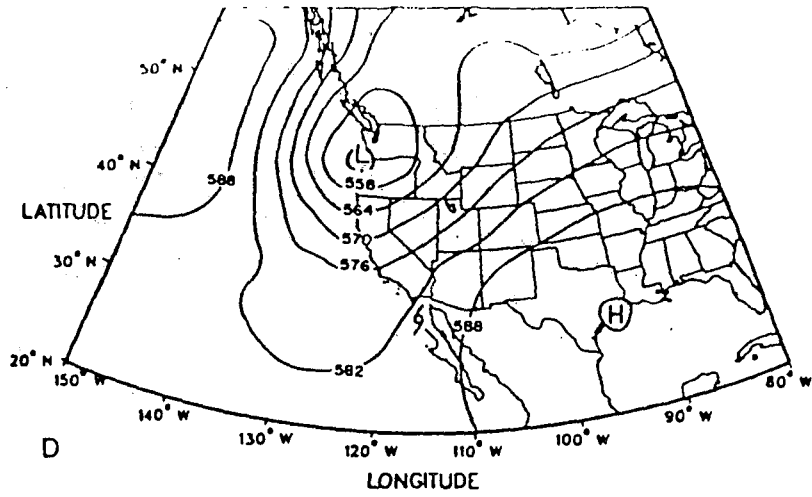 50° N
40° N
LATITUDE
30° N
20° N
150° W
140° W
130° W
120° W
110° W
100° W
90° W
80° W
LONGITUDE
D
588
L
558
564
570
576
582
588
H